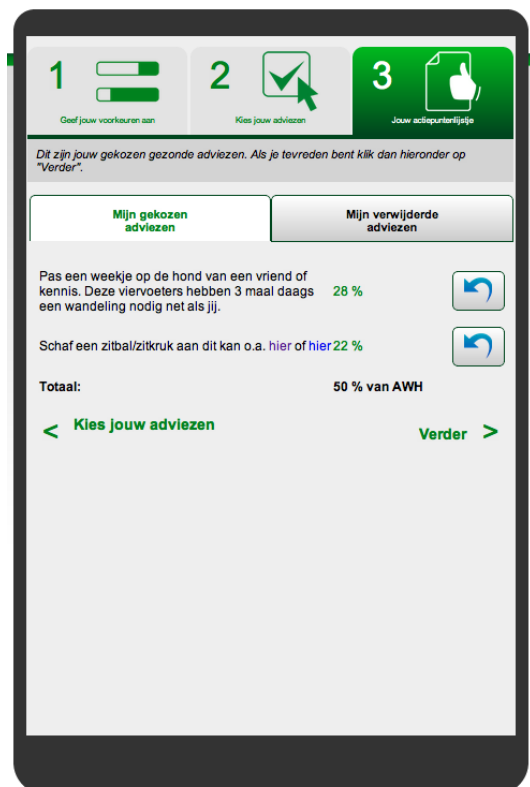 1
2
3
Geef jouw voorkeuren aan
Kies jouw adviezen
Jouw actiepuntenlijstje
Dit zijn jouw gekozen gezonde adviezen. Als je tevreden bent klik dan hieronder op
"Verder".
Mijn gekozen
adviezen
Mijn verwijderde
adviezen
Pas een weekje op de hond van een vriend of
kennis. Deze viervoeters hebben 3 maal daags
een wandeling nodig net als jij.
28 %
Schaf een zitbal/zitkruk aan dit kan o.a. hier of hier 22 %
Totaal: 50 % van AWH
< Kies jouw adviezen
Verder >